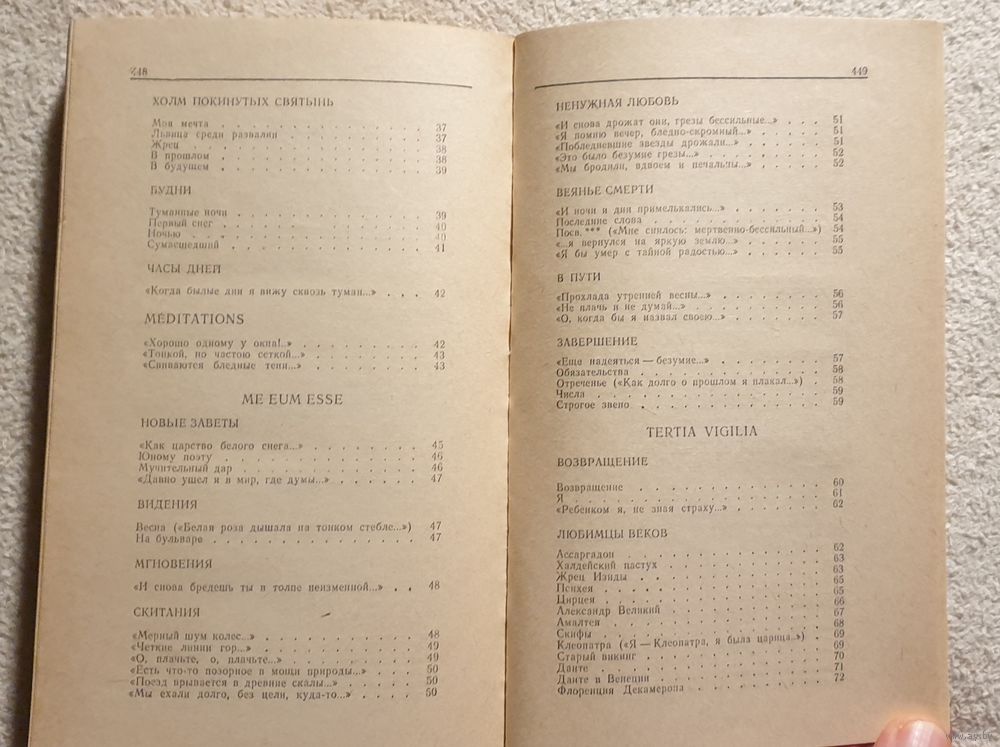 448
ХОЛМ ПОКИНУТЫХ СВЯТЫНЬ
Моя мечта . . . 37
Львица среди развалин . . . 37
Жрец . . . 38
В прошлом . . . 38
В будущем . . . 39
БУДНИ
Туманные ночи . . . 39
Первый снег . . . 40
Ночью . . . 40
Сумасшедший . . . 41
ЧАСЫ ДНЕЙ
«Когда былые дни я вижу сквозь туман...» . . . 42
MEDITATIONS
«Хорошо одному у окна!..» . . . 42
«Тонкой, но частою сеткой...» . . . 43
«Свиваются бледные тени...» . . . 43
ME EUM ESSE
НОВЫЕ ЗАВЕТЫ
«Как царство белого снега...» . . . 45
Юному поэту . . . 46
Мучительный дар . . . 46
«Давно ушел я в мир, где думы...» . . . 47
ВИДЕНИЯ
Весна («Белая роза дышала на тонком стебле...») 47
На бульваре . . . 47
МГНОВЕНИЯ
«И снова бредешь ты в толпе неизменной...» . . 48
СКИТАНИЯ
«Мерный шум колес...» . . . 48
«Четкие линии гор...» . . . 49
«О, плачьте, о, плачьте...» . . . 49
«Есть что-то позорное в мощи природы...» . . . 50
«Поезд врывается в древние скалы...» . . . 50
«Мы ехали долго, без цели, куда-то...» . . . 50
449
НЕНУЖНАЯ ЛЮБОВЬ
«И снова дрожат они, грезы бессильные...» . . . 51
«Я помню вечер, бледно-скромный...» . . . 51
«Побледневшие звезды дрожали...» . . . 51
«Это было безумие грезы...» . . . 52
«Мы бродили, вдвоем и печальны...» . . . 52
ВЕЯНЬЕ СМЕРТИ
«И ночи и дни примелькались...» . . . 53
Последние слова . . . 54
Посв. *** («Мне снилось: мертвенно-бессильный...») 54
«...я вернулся на яркую землю...» . . . 55
«Я бы умер с тайной радостью...» . . . 55
В ПУТИ
«Прохлада утренней весны...» . . . 56
«Не плачь и не думай...» . . . 56
«О, когда бы я назвал своею...» . . . 57
ЗАВЕРШЕНИЕ
«Еще надеяться — безумие...» . . . 57
Обязательства . . . 58
Отреченье («Как долго о прошлом я плакал...») . 58
Числа . . . 59
Строгое звено . . . 59
TERTIA VIGILIA
ВОЗВРАЩЕНИЕ
Возвращение . . . 60
Я . . . 61
«Ребенком я, не зная страху...» . . . 62
ЛЮБИМЦЫ ВЕКОВ
Ассаргадон . . . 62
Халдейский пастух . . . 63
Жрец Изиды . . . 63
Психея . . . 65
Цирцея . . . 65
Александр Великий . . . 66
Амалтея . . . 67
Скифы . . . 68
Клеопатра («Я — Клеопатра, я была царица...») . 69
Старый викинг . . . 69
Данте . . . 70
Данте в Венеции . . . 71
Флоренция Декамерона . . . 72
www.ay.by